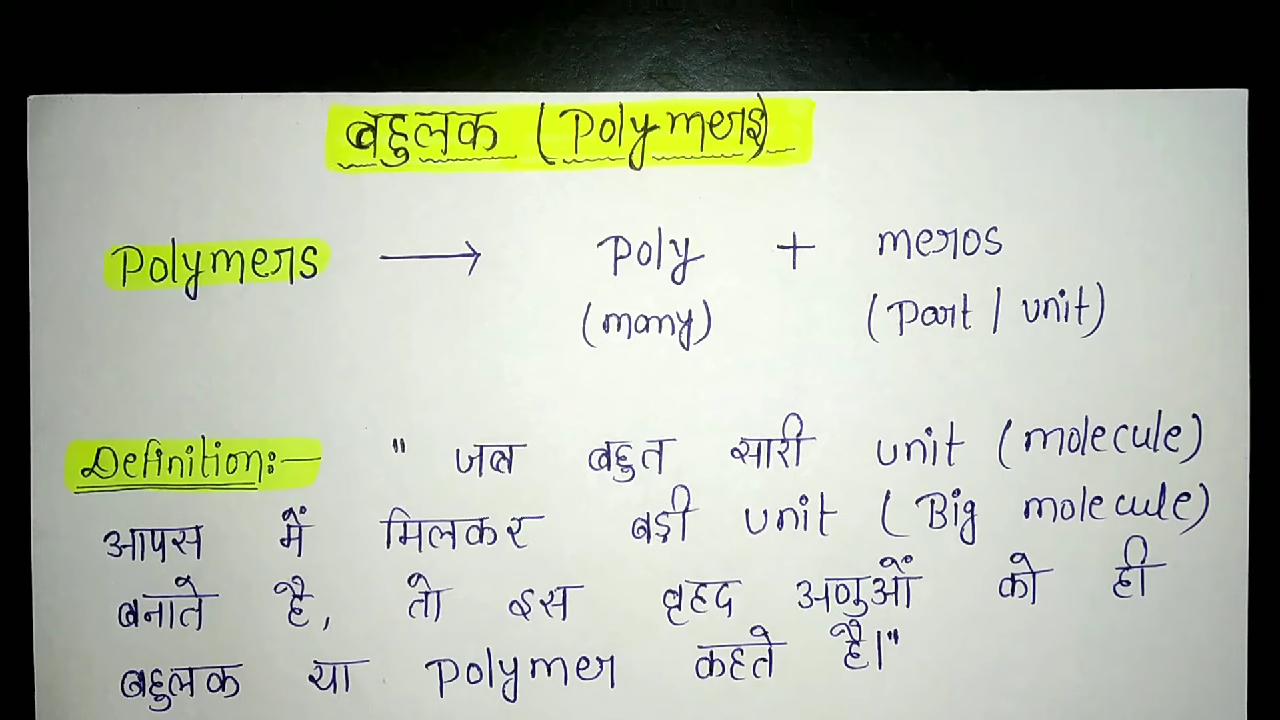 बहुलक (Polymers)
Polymers → Poly + meros
(many) (Part / unit)
Definition:— " जब बहुत सारी unit (molecule)
आपस में मिलकर बड़ी unit ( Big molecule)
बनाते है, तो इस वृहद अणुओं को ही
बहुलक या Polymer कहते है।"